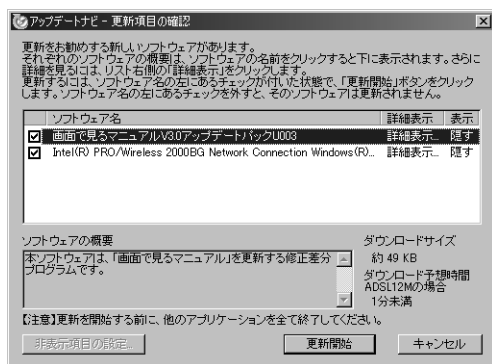 アップデートナビ - 更新項目の確認
更新をお勧めする新しいソフトウェアがあります。
それぞれのソフトウェアの概要は、ソフトウェアの名前をクリックすると下に表示されます。さらに
詳細を見るには、リスト右側の「詳細表示」をクリックします。
更新するには、ソフトウェア名の左にあるチェックが付いた状態で、「更新開始」ボタンをクリック
します。ソフトウェア名の左にあるチェックを外すと、そのソフトウェアは更新されません。
ソフトウェア名 詳細表示 表示
画面で見るマニュアルV3.0アップデートパックU003 詳細表示... 隠す
Intel(R) PRO/Wireless 2000BG Network Connection Windows(R)... 詳細表示... 隠す
ソフトウェアの概要
本ソフトウェアは、「画面で見るマニュアル」を更新する修正差分
プログラムです。
ダウンロードサイズ
約 49 KB
ダウンロード予想時間
ADSL12Mの場合
1分未満
【注意】更新を開始する前に、他のアプリケーションを全て終了してください。
非表示項目の設定... 更新開始 キャンセル